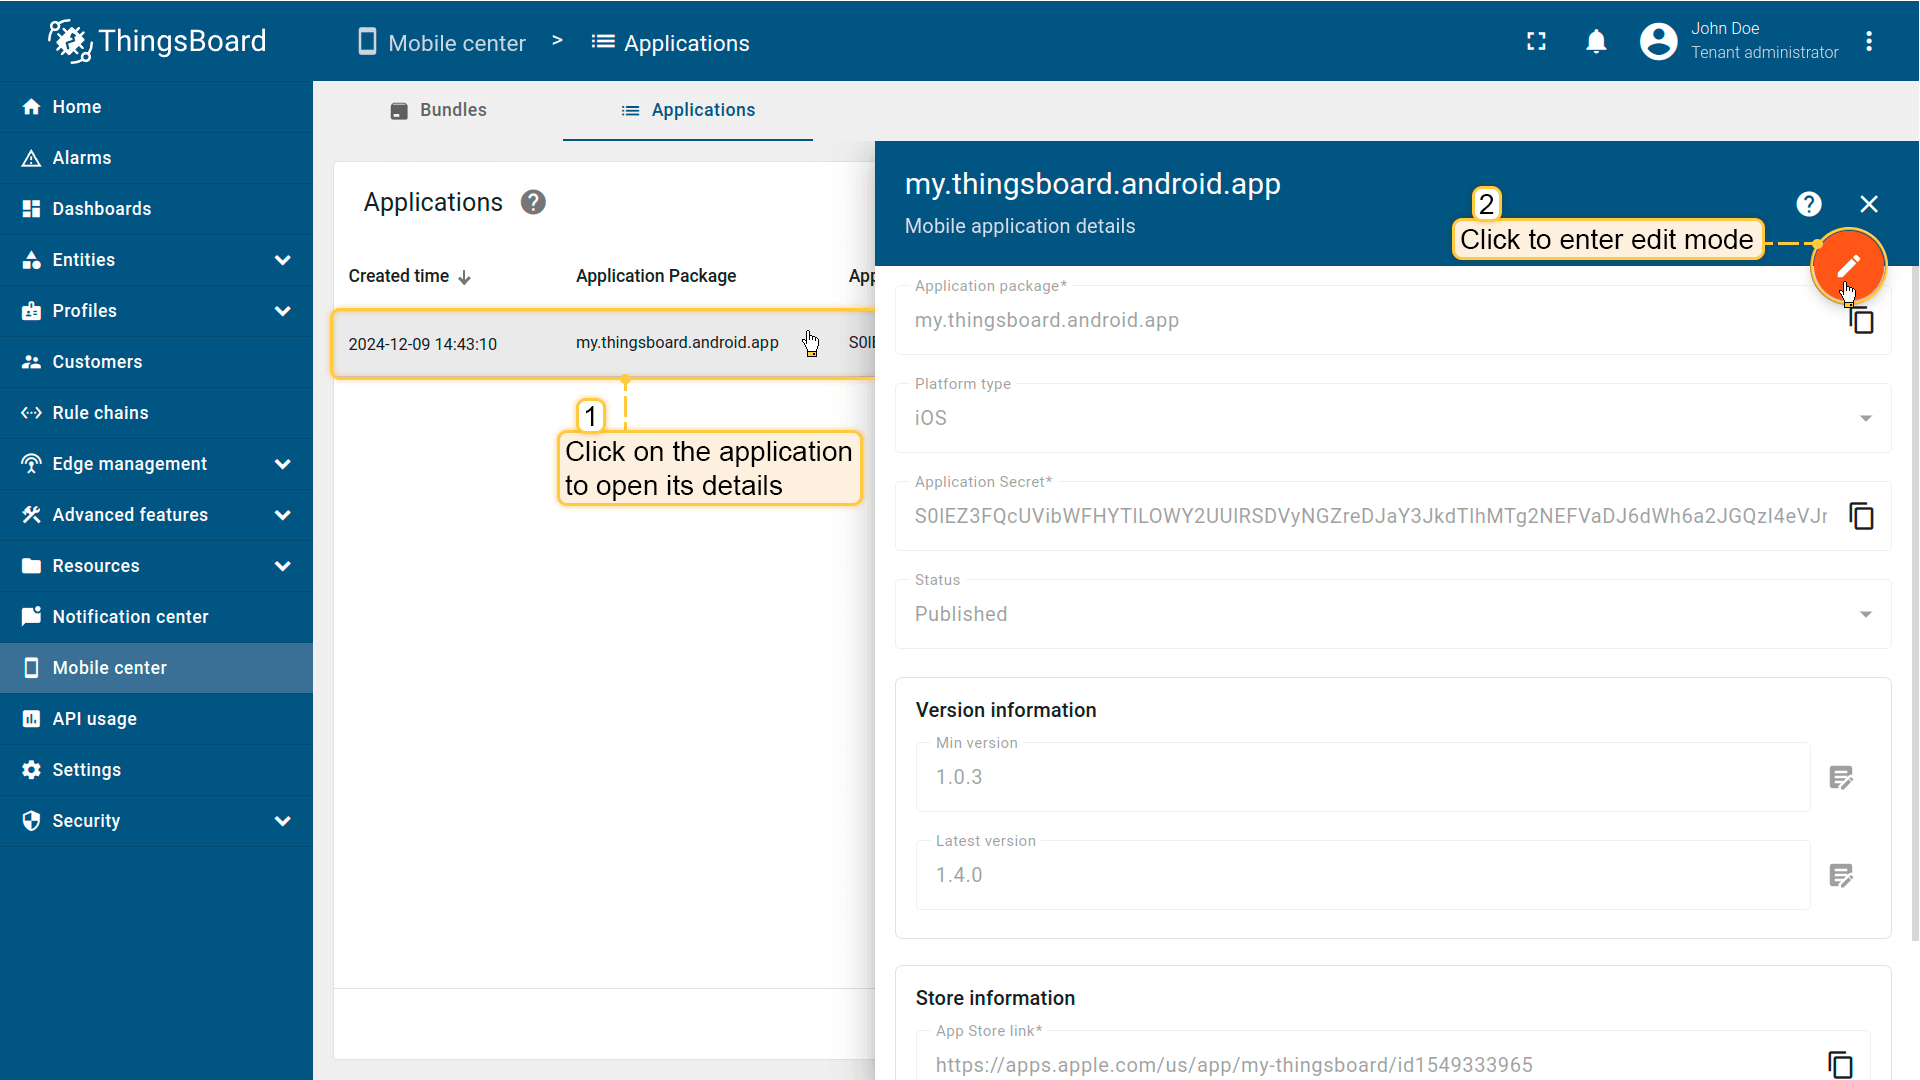 ThingsBoard
Mobile center > Applications
John Doe
Tenant administrator
Home
Alarms
Dashboards
Entities
Profiles
Customers
Rule chains
Edge management
Advanced features
Resources
Notification center
Mobile center
API usage
Settings
Security
Bundles
Applications
Applications
Created time
Application Package
App
2024-12-09 14:43:10
my.thingsboard.android.app
1
Click on the application
to open its details
my.thingsboard.android.app
Mobile application details
2
Click to enter edit mode
Application package*
my.thingsboard.android.app
Platform type
iOS
Application Secret*
Status
Published
Version information
Min version
1.0.3
Latest version
1.4.0
Store information
App Store link*
https://apps.apple.com/us/app/my-thingsboard/id1549333965